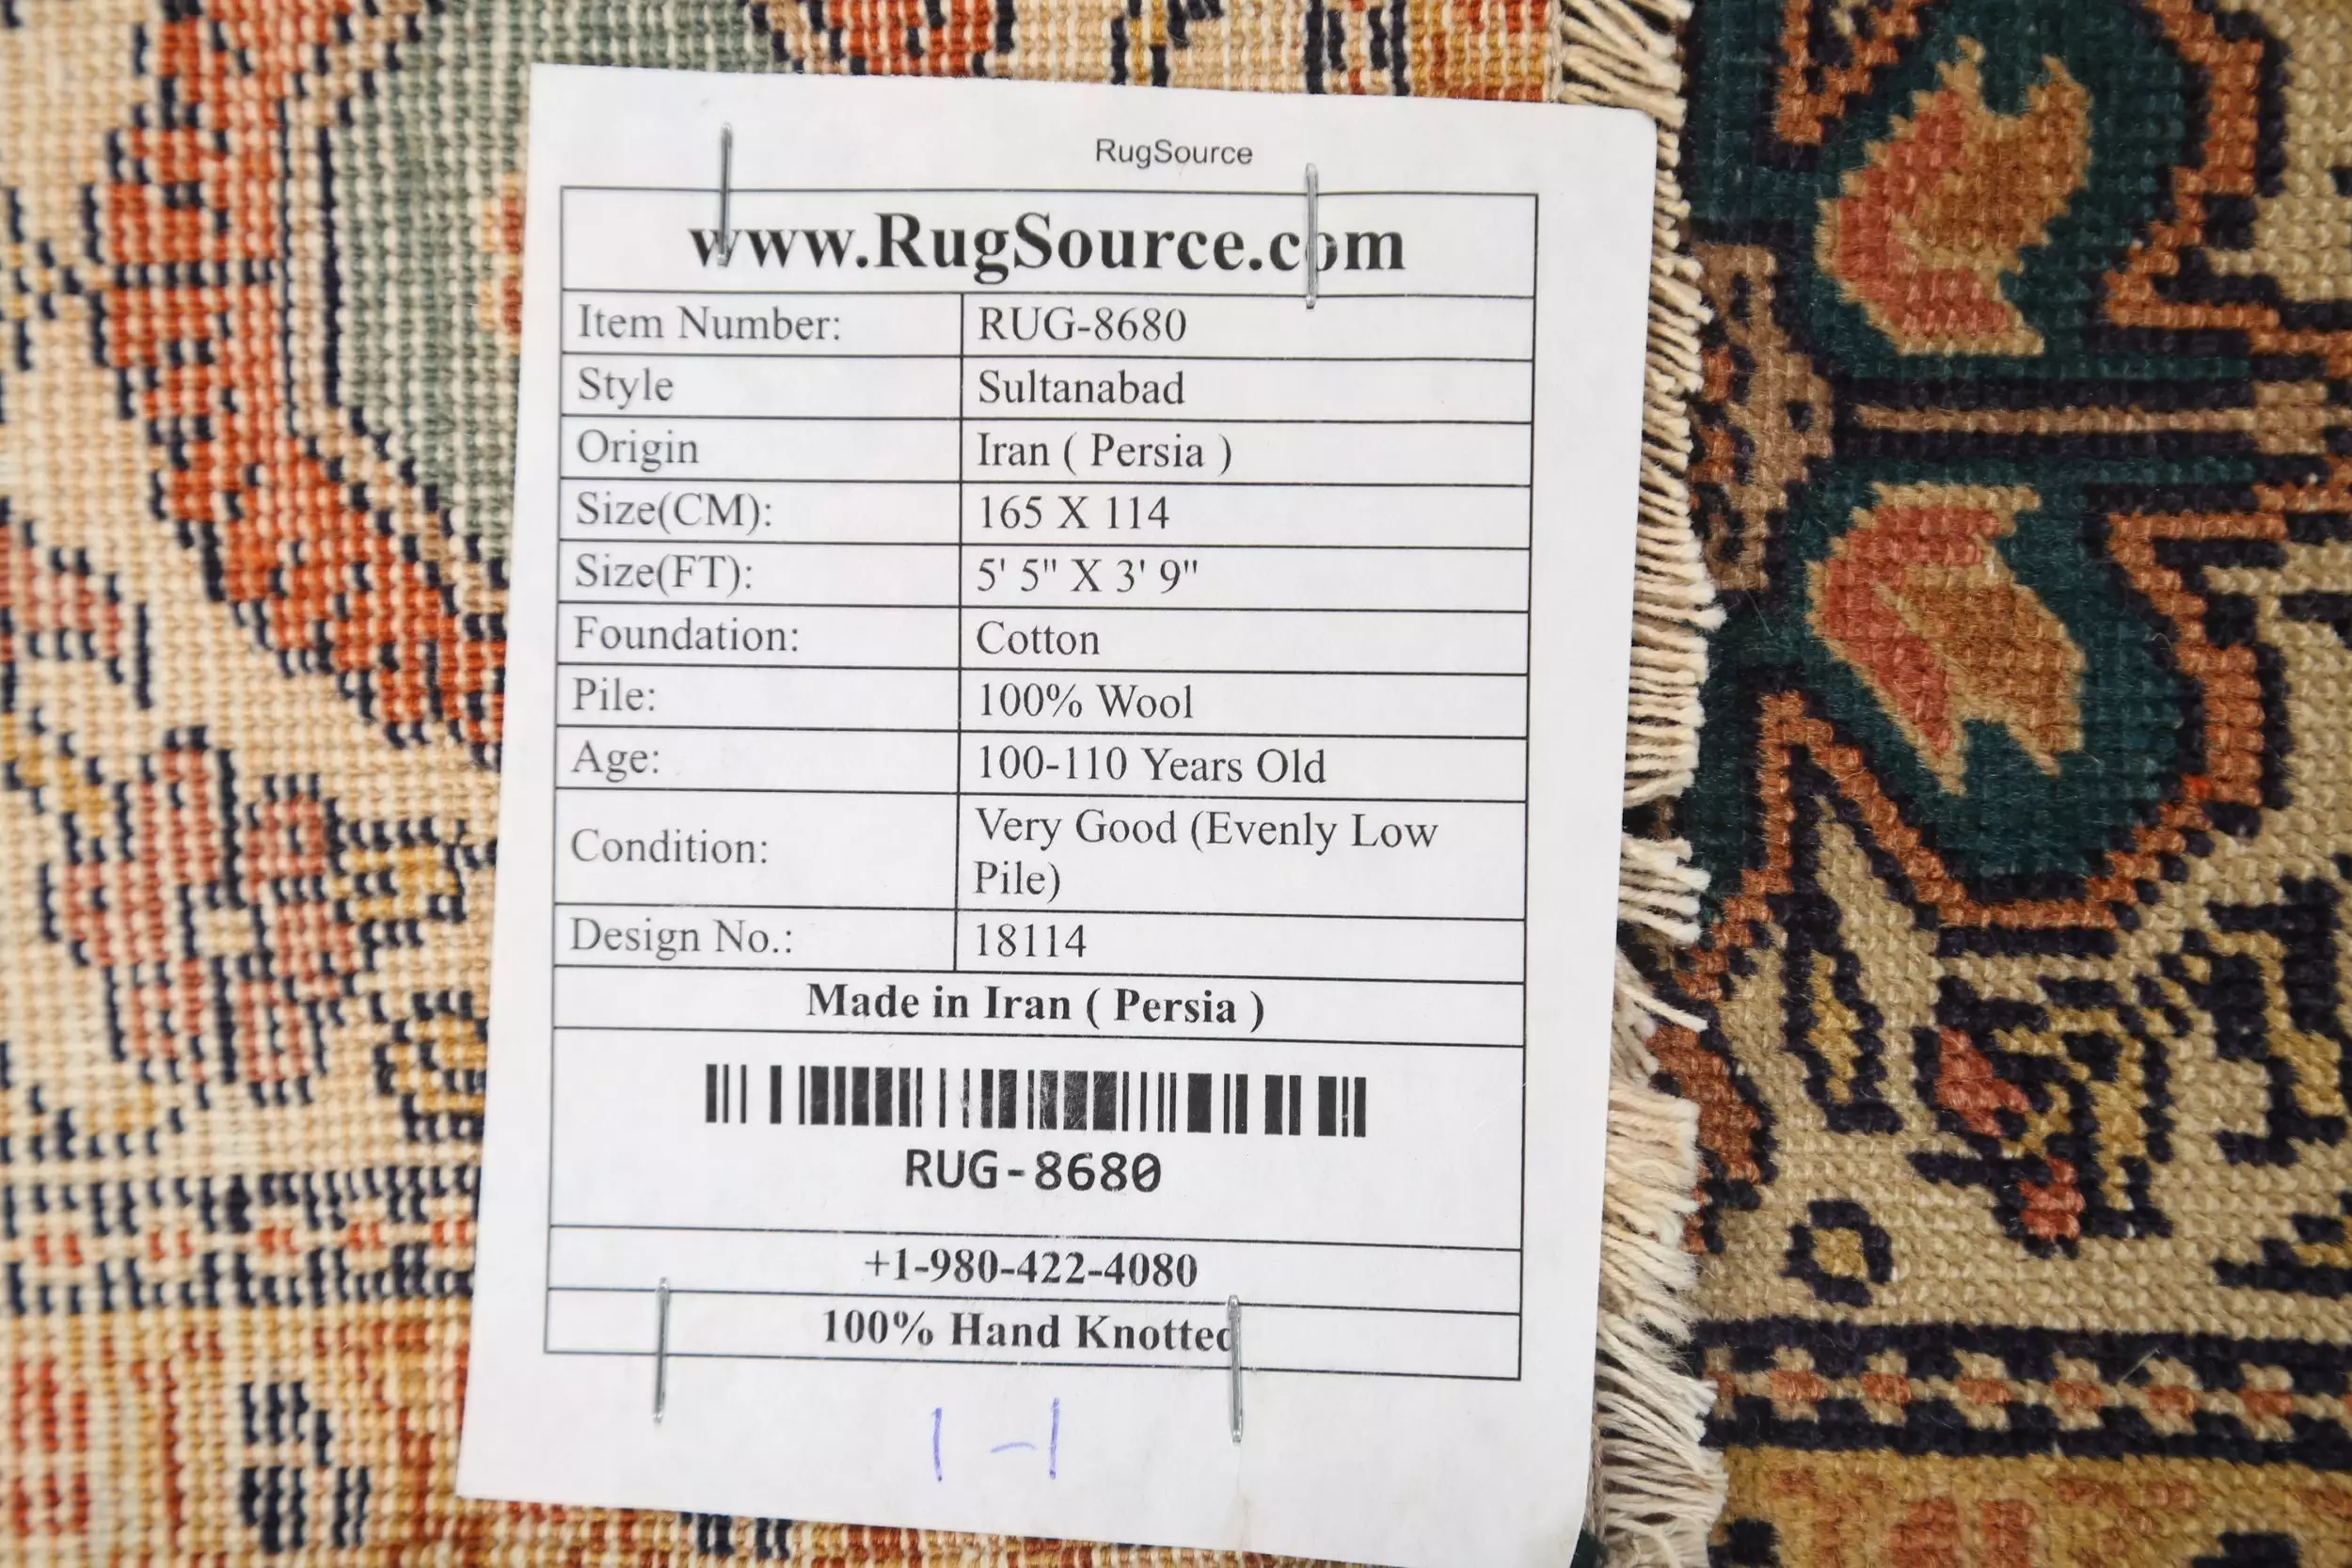 RugSource
www.RugSource.com
Item Number: RUG-8680
Style Sultanabad
Origin Iran ( Persia )
Size(CM): 165 X 114
Size(FT): 5' 5" X 3' 9"
Foundation: Cotton
Pile: 100% Wool
Age: 100-110 Years Old
Condition: Very Good (Evenly Low
Pile)
Design No.: 18114
Made in Iran ( Persia )
RUG-8680
+1-980-422-4080
100% Hand Knotted
1-1